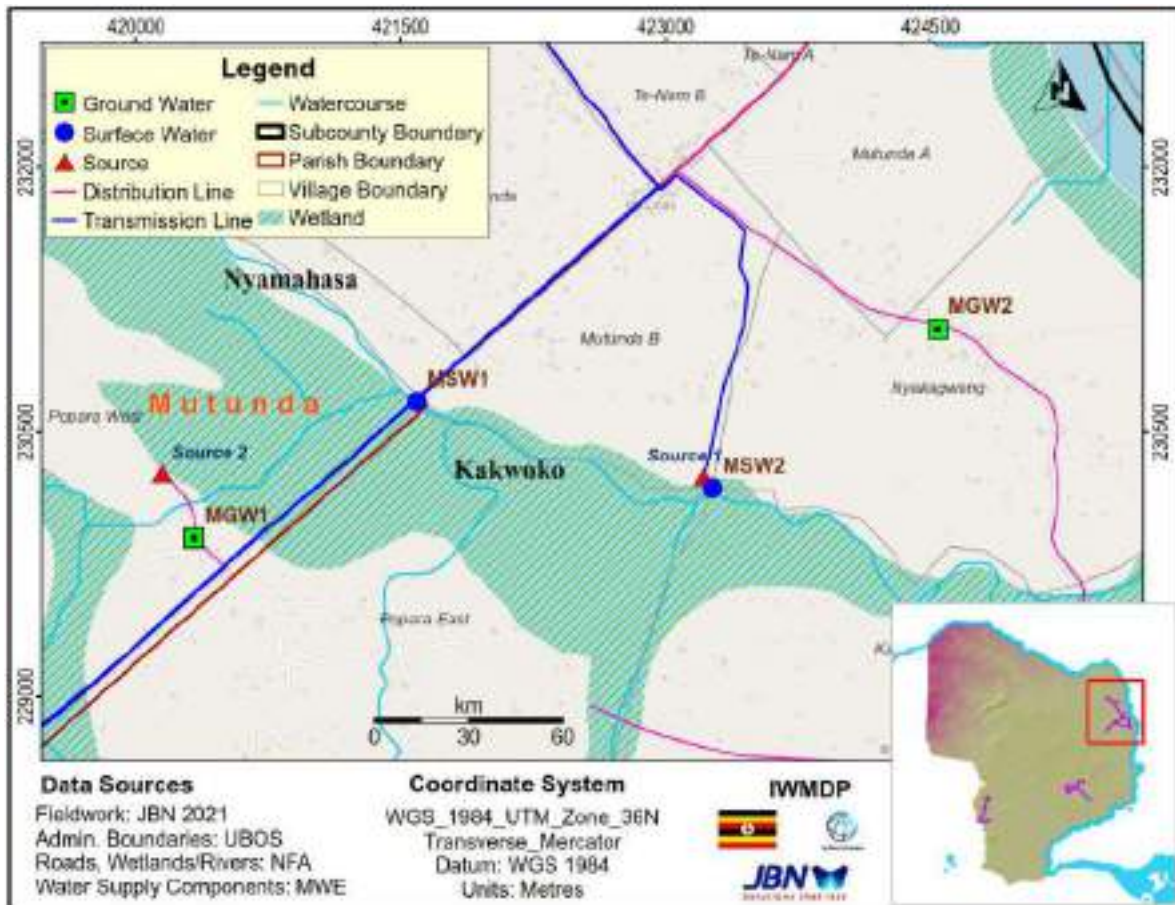 420000 421500 423000 424500
Legend
Ground Water
Surface Water
Source
Distribution Line
Transmission Line
Watercourse
Subcounty Boundary
Parish Boundary
Village Boundary
Wetland
Te-Nam A
Te-Nam B
Mutunda A
232000
232000
Nyamahasa
MGW2
Mutunda B
MSW1
Nyakagwang
Mutunda
Popara West
230500
230500
Source 2
Kakwoko
Source 1
MSW2
MGW1
Popara East
229000
km
0 30 60
Data Sources
Fieldwork: JBN 2021
Admin. Boundaries: UBOS
Roads, Wetlands/Rivers: NFA
Water Supply Components: MWE
Coordinate System
WGS_1984_UTM_Zone_36N
Transverse_Mercator
Datum: WGS 1984
Units: Metres
IWMDP
JBN